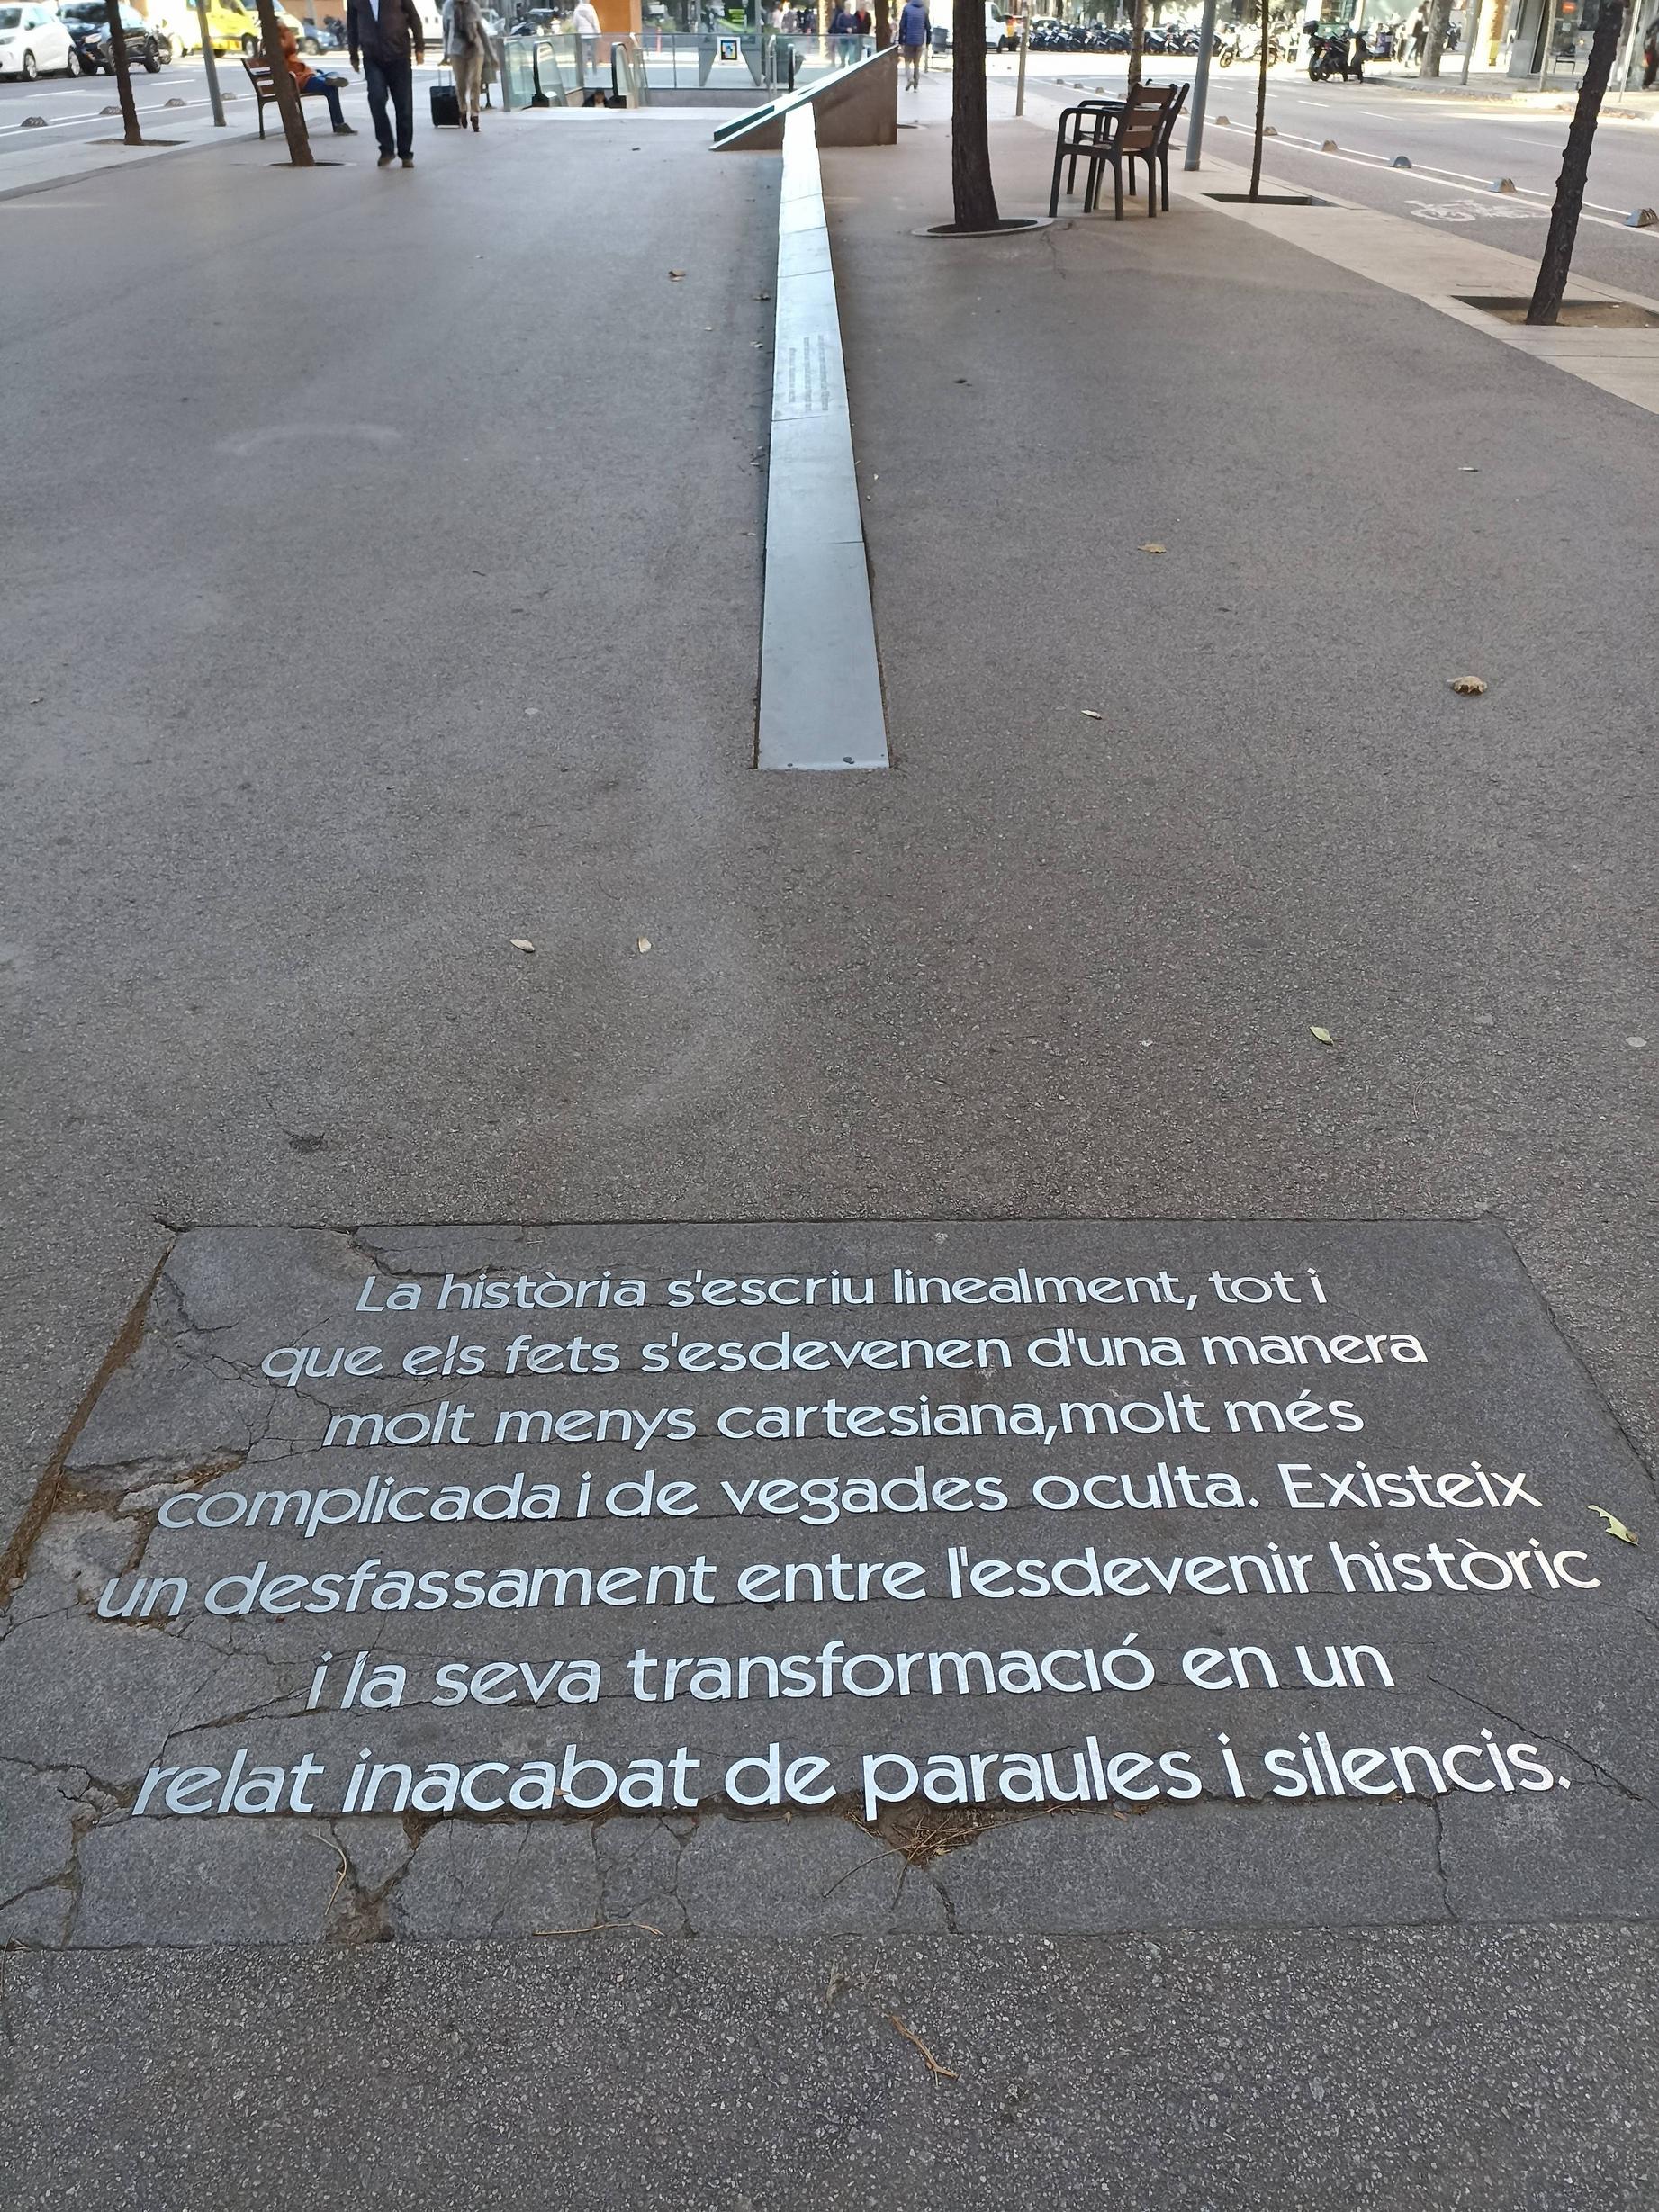 La història s'escriu linealment, tot i
que els fets s'esdevenen d'una manera
molt menys cartesiana,molt més
complicada i de vegades oculta. Existeix
un desfassament entre l'esdevenir històric
i la seva transformació en un
relat inacabat de paraules i silencis.